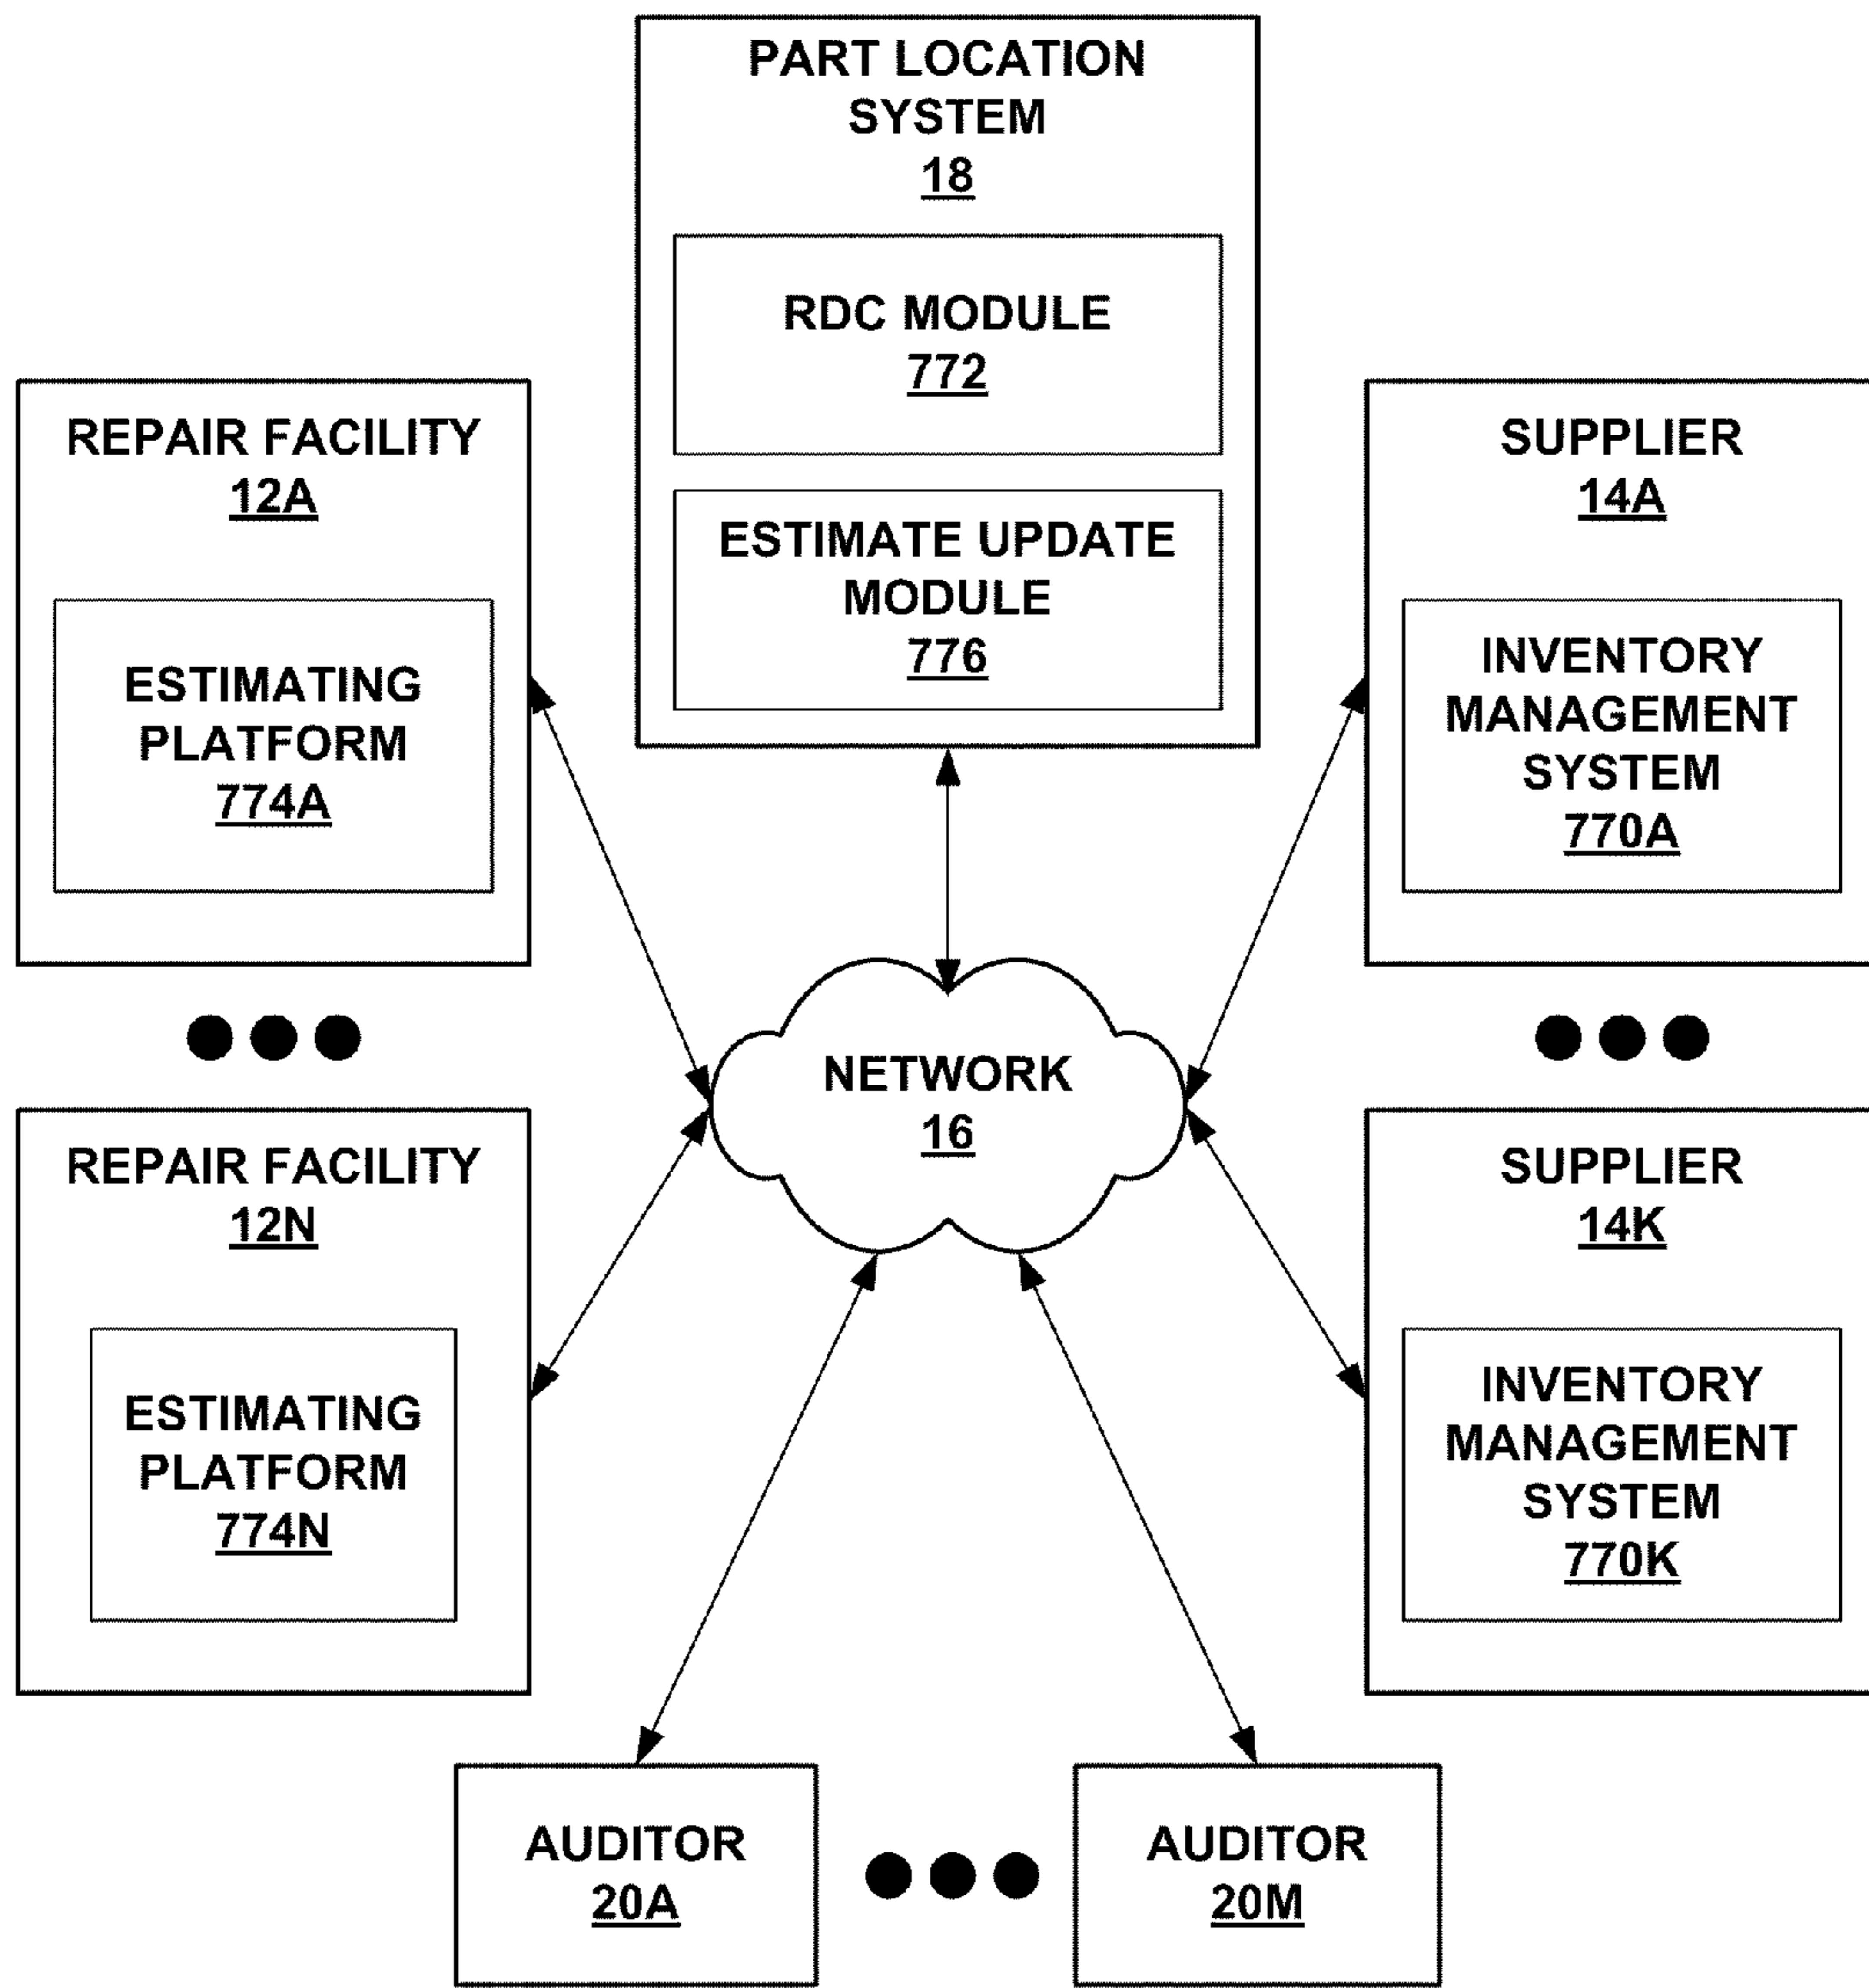 PART LOCATION
SYSTEM
18
RDC MODULE
772
ESTIMATE UPDATE
MODULE
776
REPAIR FACILITY
12A
ESTIMATING
PLATFORM
774A
SUPPLIER
14A
INVENTORY
MANAGEMENT
SYSTEM
770A
NETWORK
16
REPAIR FACILITY
12N
ESTIMATING
PLATFORM
774N
SUPPLIER
14K
INVENTORY
MANAGEMENT
SYSTEM
770K
AUDITOR
20A
AUDITOR
20M